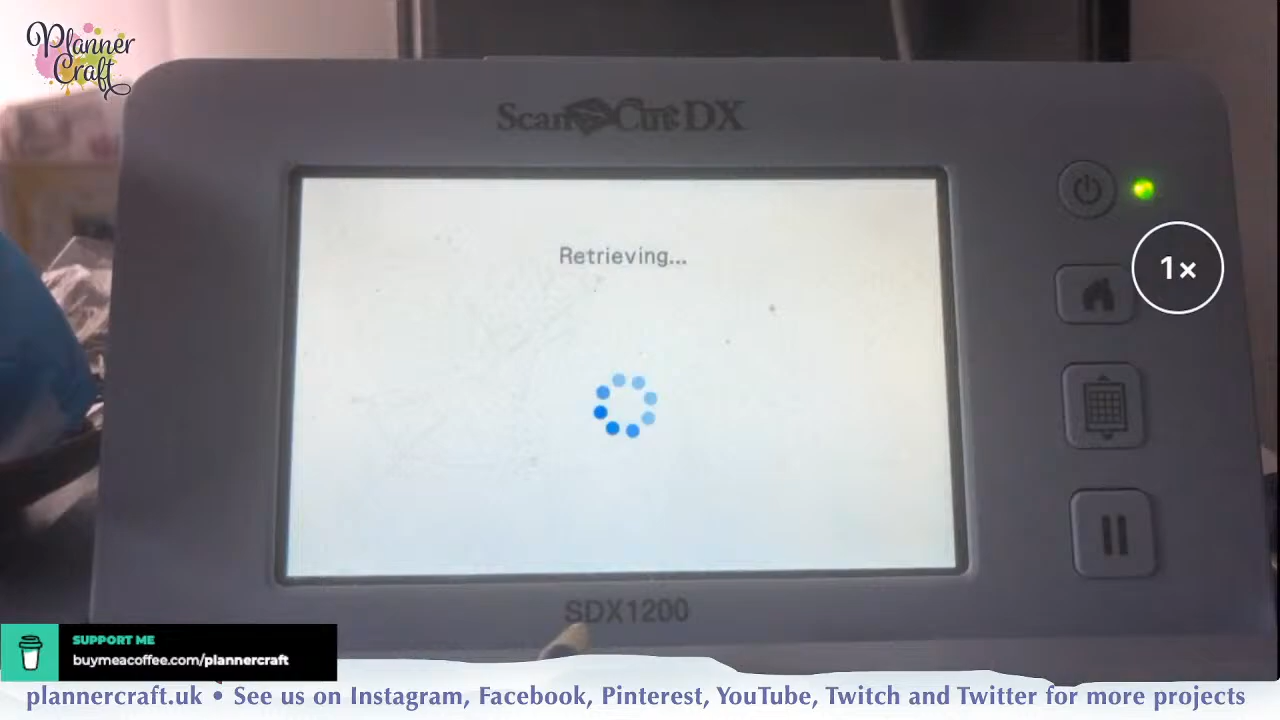 Planner
Craft
ScanNCut DX
Retrieving...
1×
SDX1200
SUPPORT ME
buymeacoffee.com/plannercraft
plannercraft.uk • See us on Instagram, Facebook, Pinterest, YouTube, Twitch and Twitter for more projects